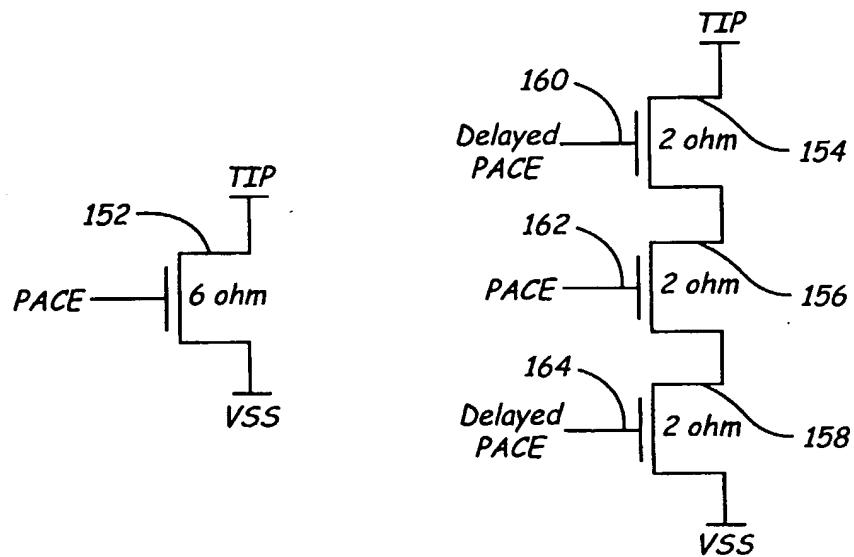 TIP
152
PACE
6 ohm
VSS
TIP
160
Delayed
PACE
2 ohm
154
162
PACE
2 ohm
156
164
Delayed
PACE
2 ohm
158
VSS